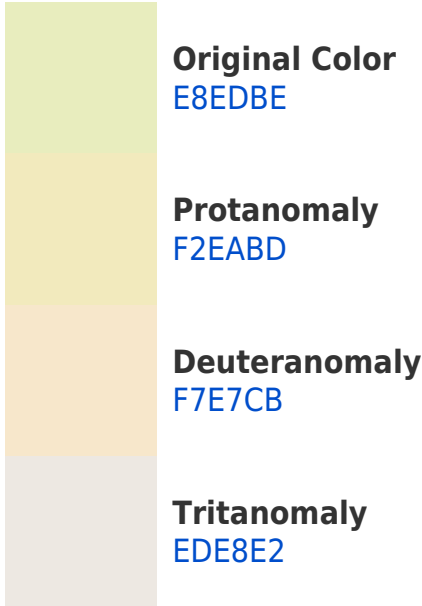 Original Color
E8EDBE
Protanomaly
F2EABD
Deuteranomaly
F7E7CB
Tritanomaly
EDE8E2